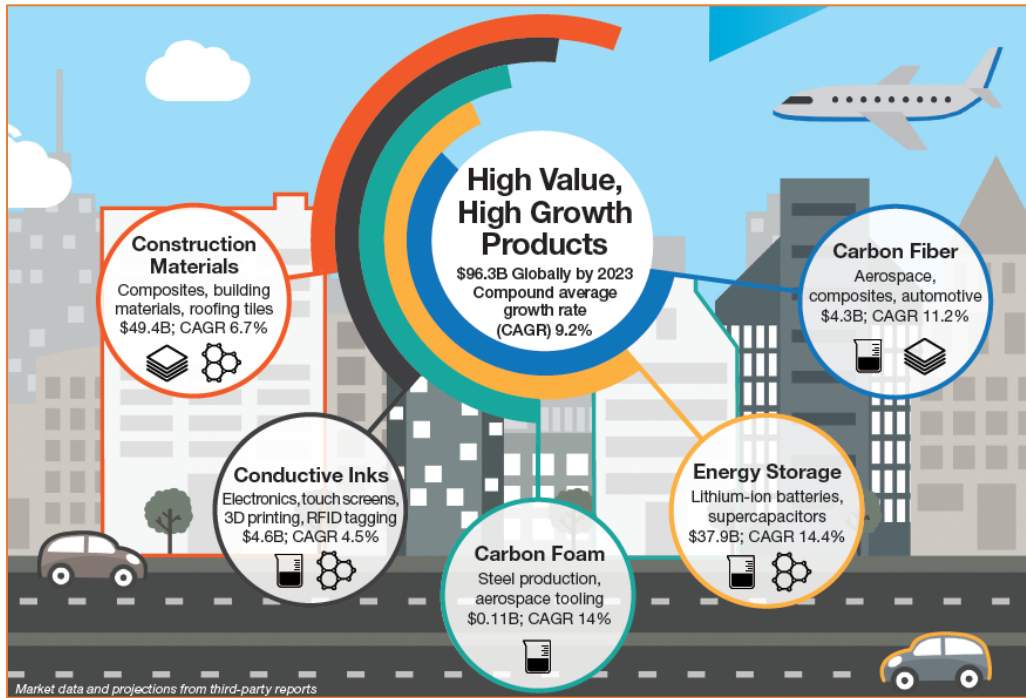 High Value,
High Growth
Products
$96.3B Globally by 2023
Compound average
growth rate
(CAGR) 9.2%
Construction
Materials
Composites, building
materials, roofing tiles
$49.4B; CAGR 6.7%
Conductive Inks
Electronics, touch screens,
3D printing, RFID tagging
$4.6B; CAGR 4.5%
Carbon Foam
Steel production,
aerospace tooling
$0.11B; CAGR 14%
Energy Storage
Lithium-ion batteries,
supercapacitors
$37.9B; CAGR 14.4%
Carbon Fiber
Aerospace,
composites, automotive
$4.3B; CAGR 11.2%
Market data and projections from third-party reports